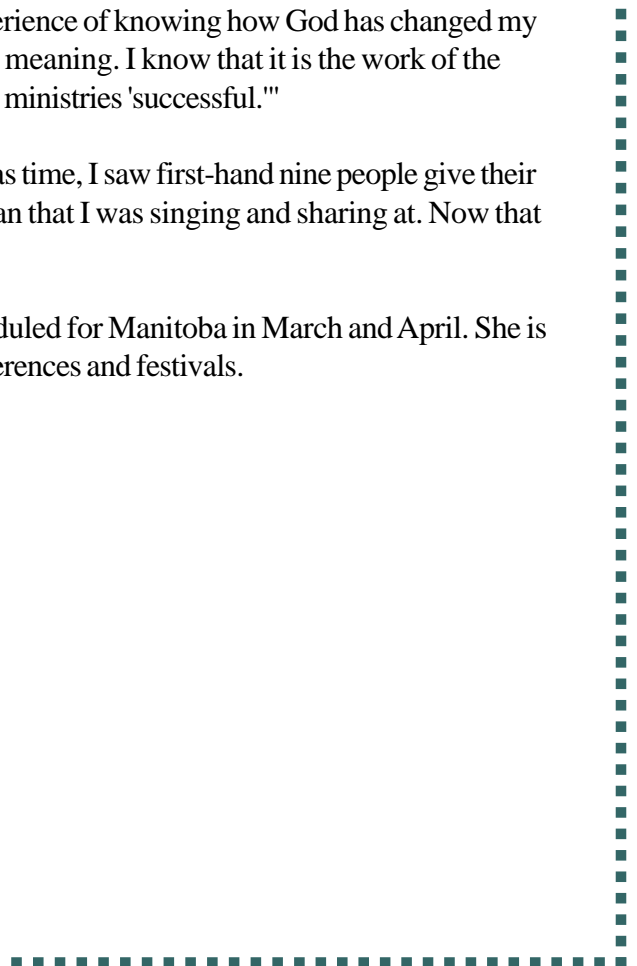 erience of knowing how God has changed my
meaning. I know that it is the work of the
ministries 'successful.'"
as time, I saw first-hand nine people give their
an that I was singing and sharing at. Now that
duled for Manitoba in March and April. She is
erences and festivals.